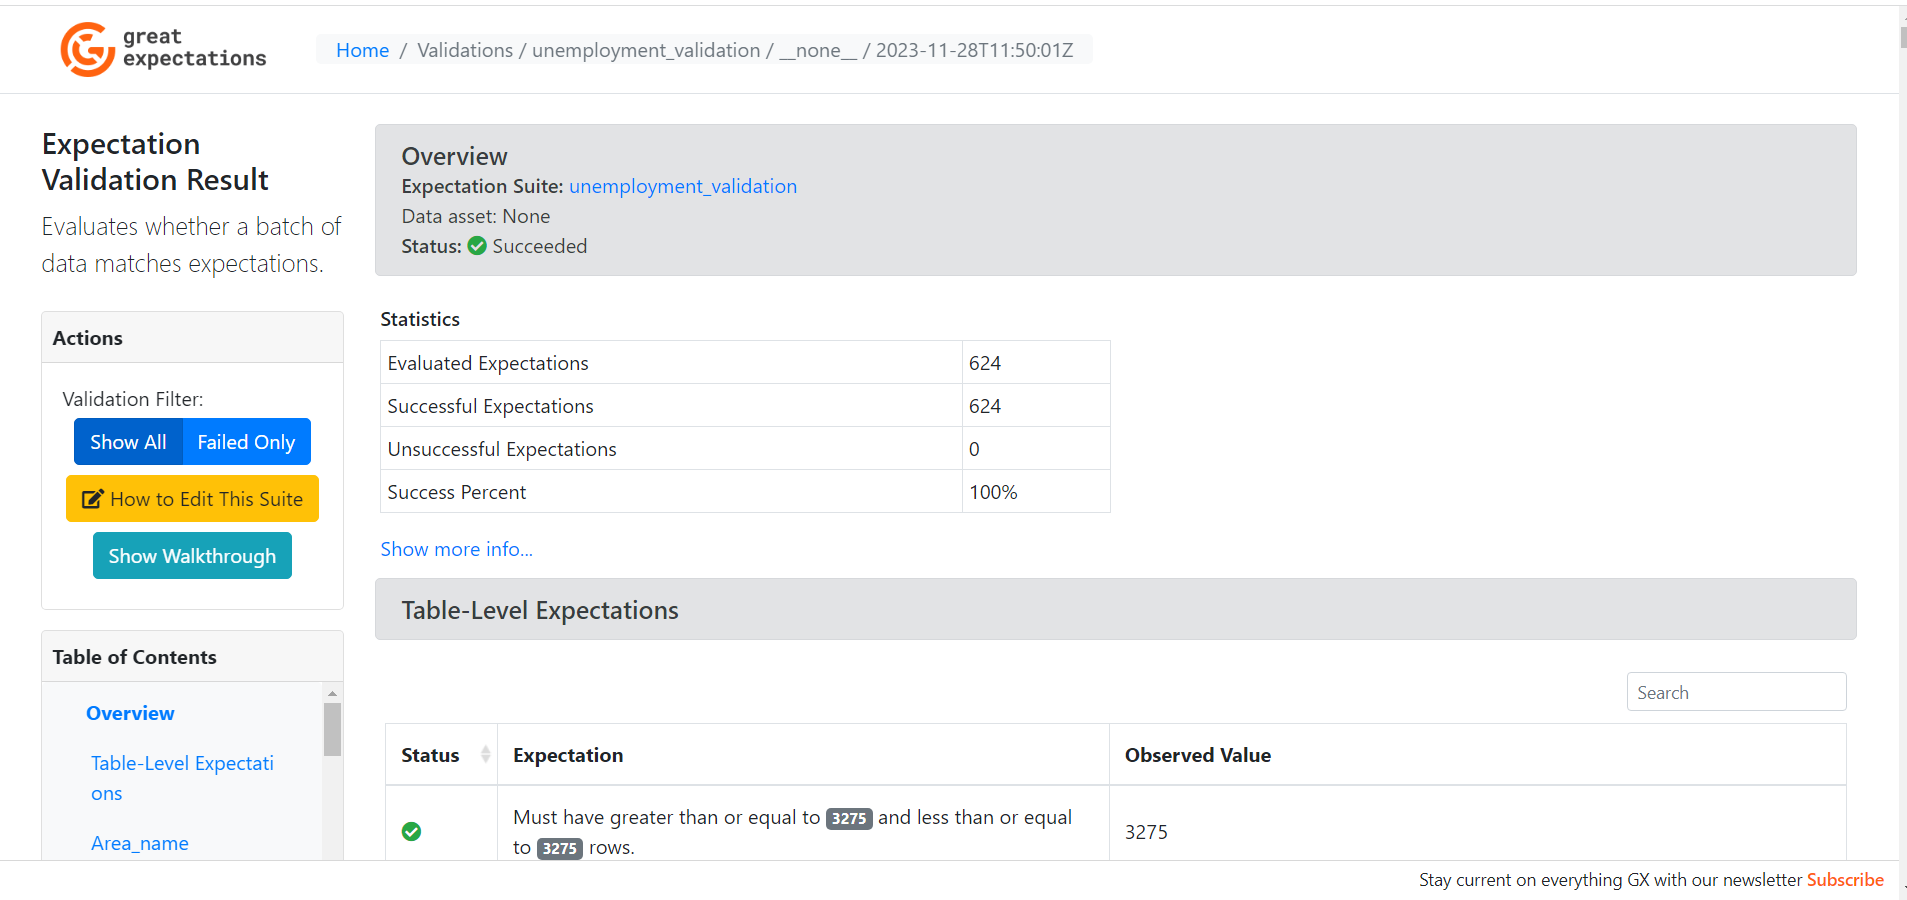 great
expectations
Home / Validations / unemployment_validation / __none__ / 2023-11-28T11:50:01Z
Expectation
Validation Result
Evaluates whether a batch of
data matches expectations.
Actions
Validation Filter:
Show All Failed Only
How to Edit This Suite
Show Walkthrough
Table of Contents
Overview
Table-Level Expectati
ons
Area_name
Overview
Expectation Suite: unemployment_validation
Data asset: None
Status: Succeeded
Statistics
Evaluated Expectations 624
Successful Expectations 624
Unsuccessful Expectations 0
Success Percent 100%
Show more info...
Table-Level Expectations
Search
Status Expectation Observed Value
Must have greater than or equal to 3275 and less than or equal
to 3275 rows.
3275
Stay current on everything GX with our newsletter Subscribe